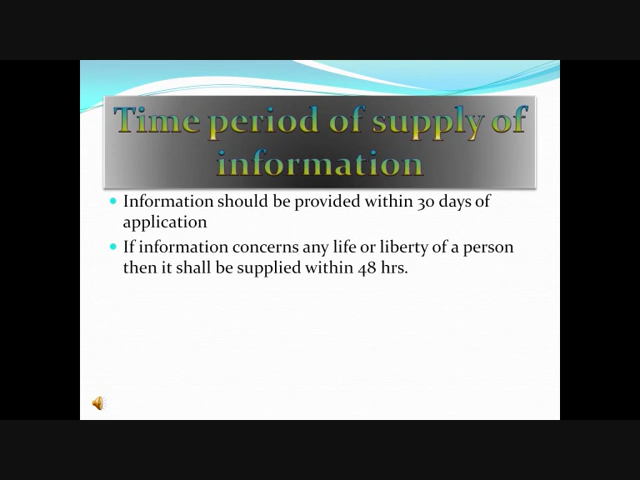 Time period of supply of
information
Information should be provided within 30 days of
application
If information concerns any life or liberty of a person
then it shall be supplied within 48 hrs.